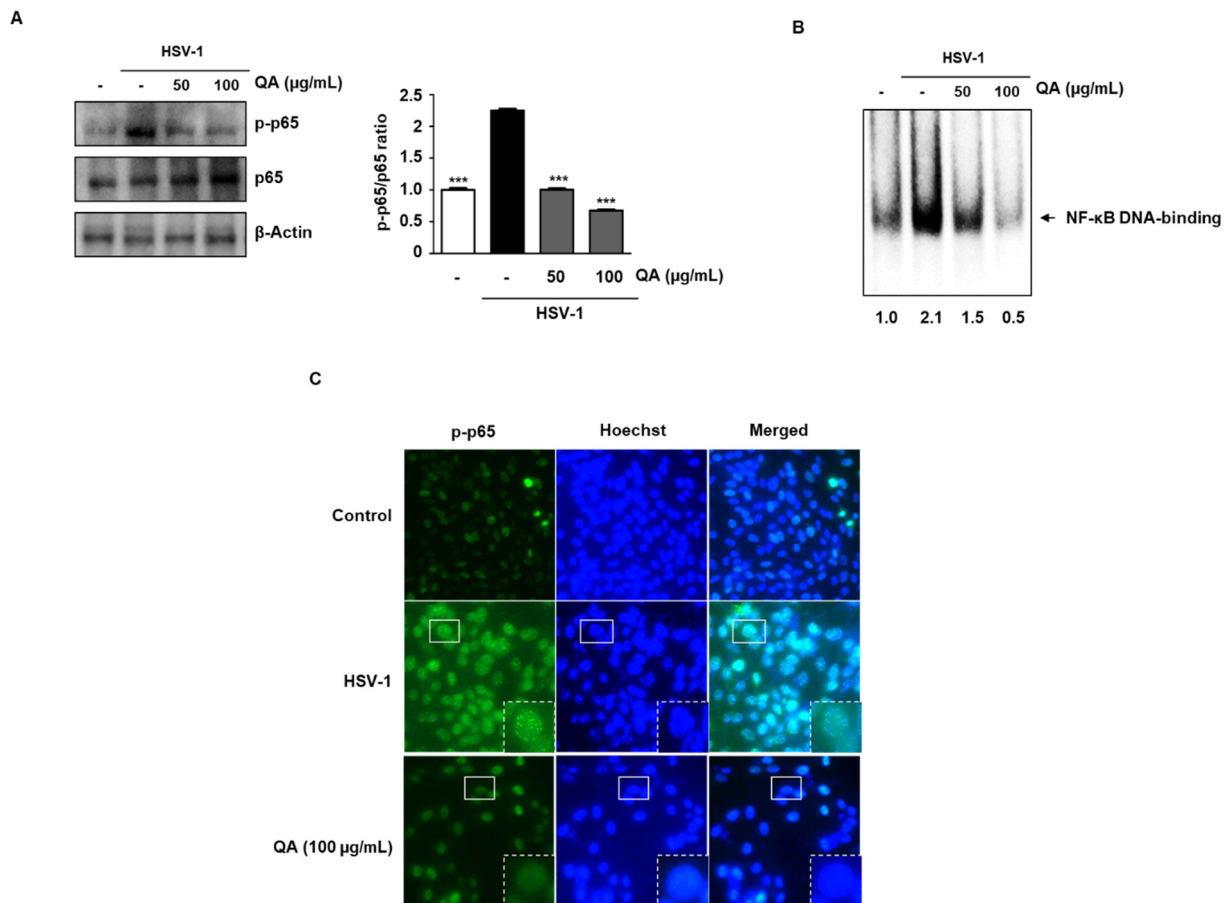 A
HSV-1
- - 50 100 QA (µg/mL)
p-p65
p65
β-Actin
p-p65/p65 ratio
2.5
2
1.5
1.0
0.5
0
***
***
***
- - 50 100 QA (µg/mL)
HSV-1
B
HSV-1
- - 50 100 QA (µg/mL)
NF-κB DNA-binding
1.0 2.1 1.5 0.5
C
p-p65 Hoechst Merged
Control
HSV-1
QA (100 µg/mL)